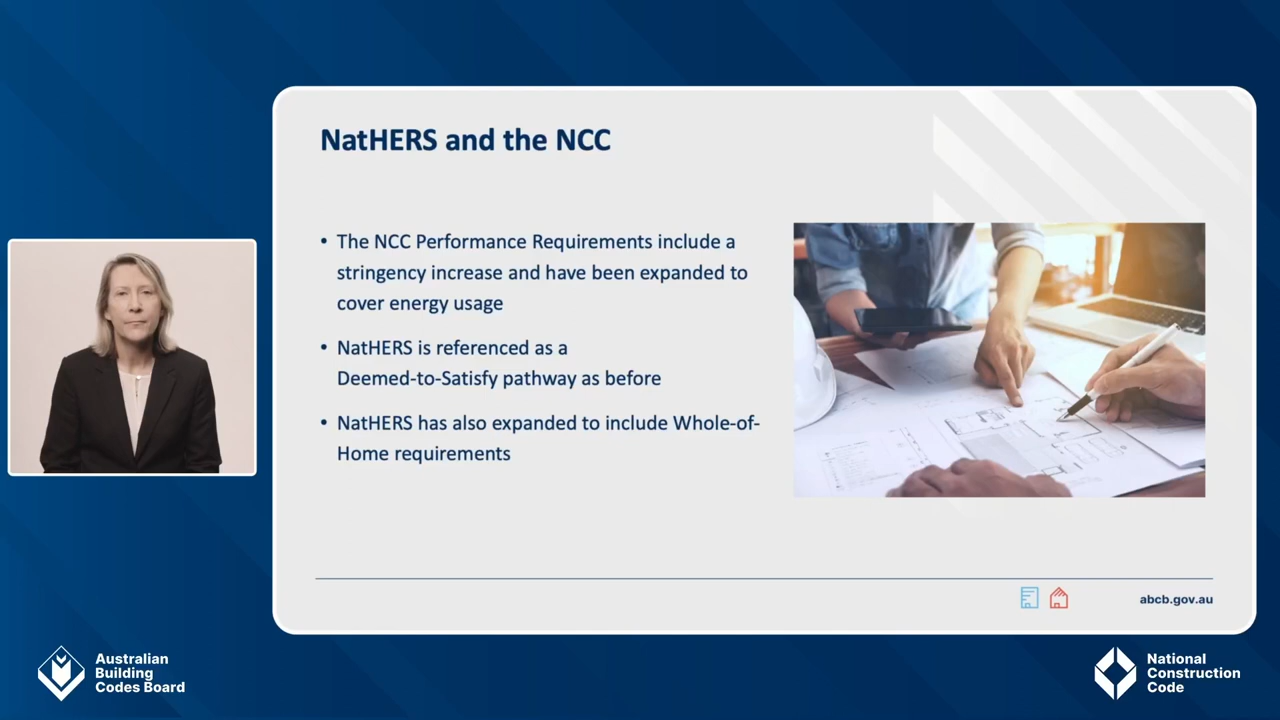 NatHERS and the NCC
• The NCC Performance Requirements include a
stringency increase and have been expanded to
cover energy usage
• NatHERS is referenced as a
Deemed-to-Satisfy pathway as before
• NatHERS has also expanded to include Whole-of-
Home requirements
abcb.gov.au
Australian
Building
Codes Board
National
Construction
Code